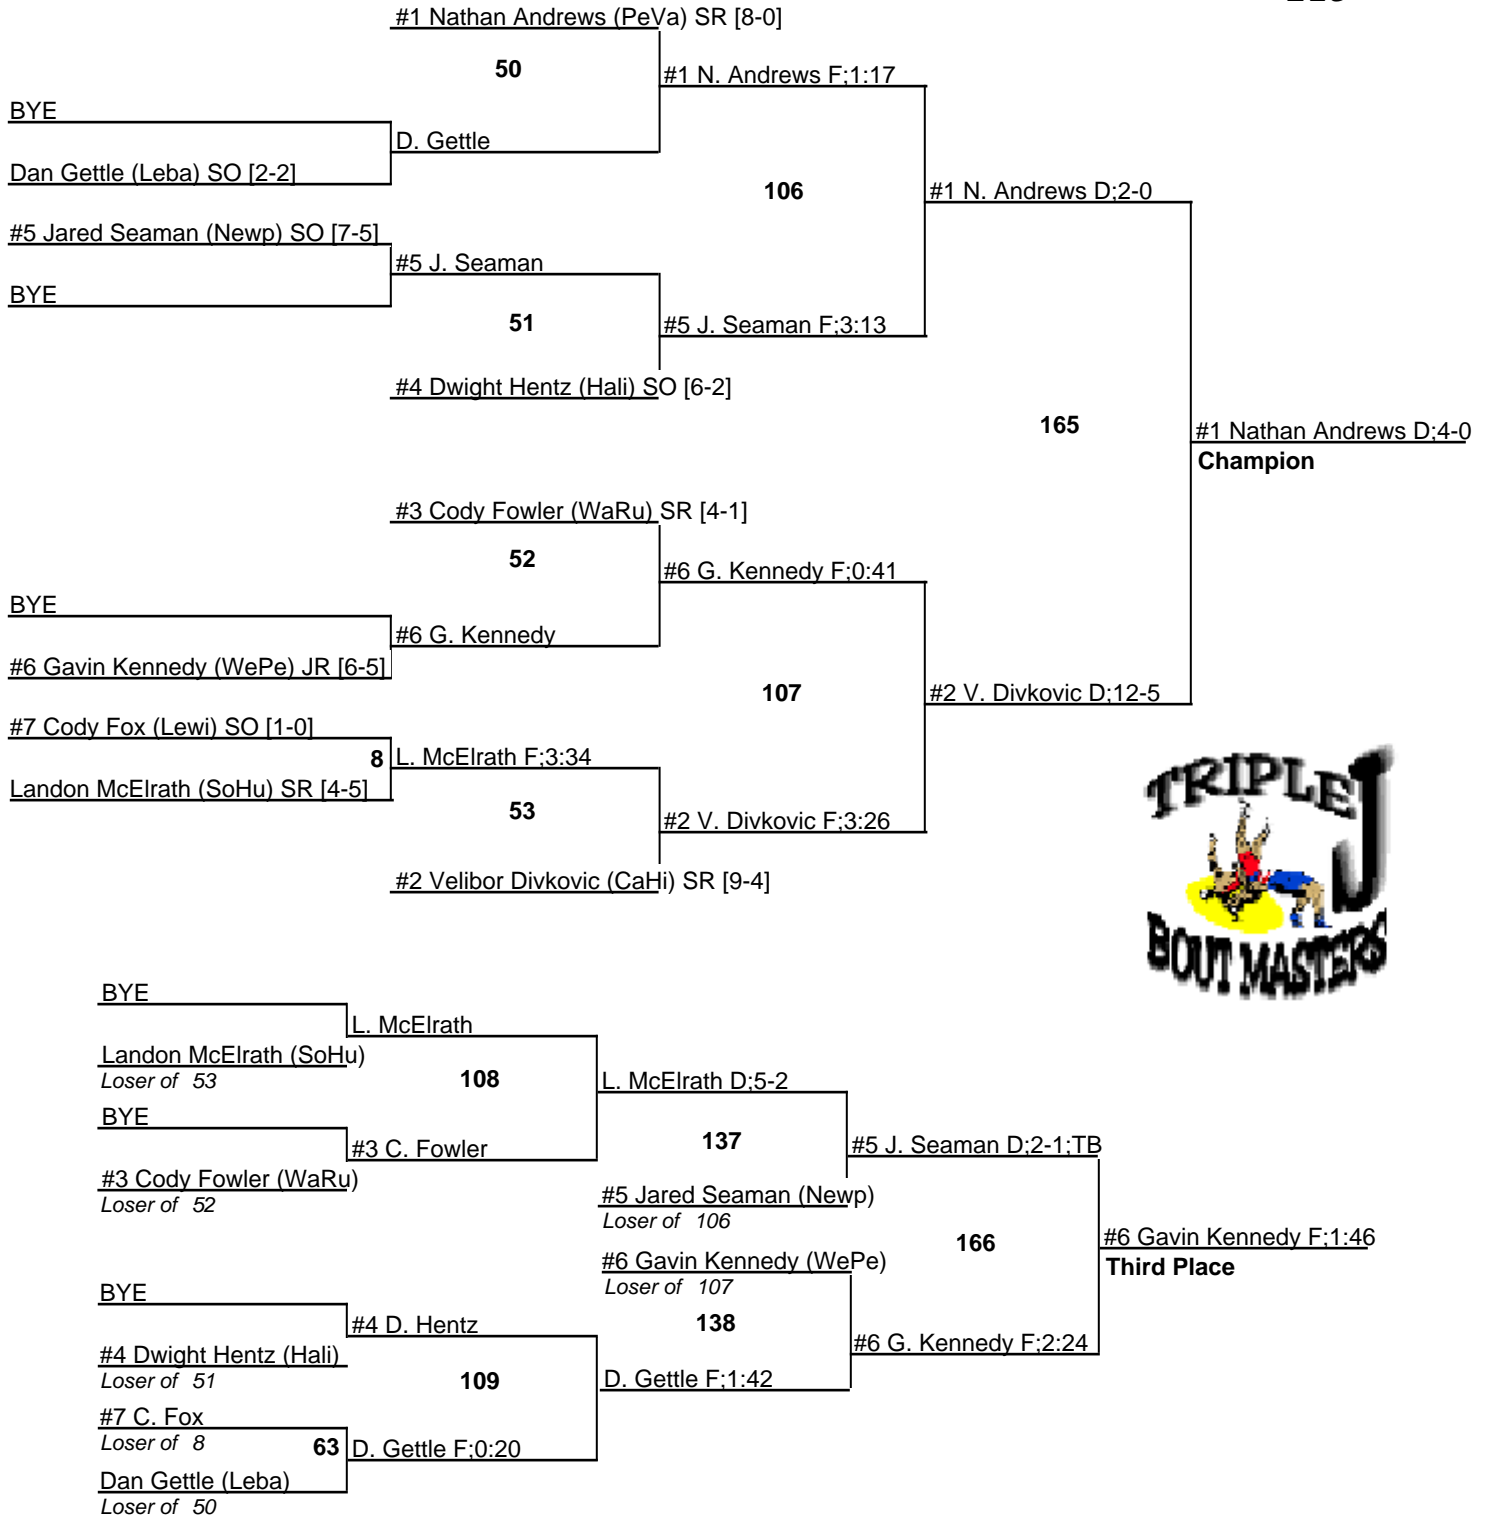 #1 Nathan Andrews (PeVa) SR [8-0]
50
#1 N. Andrews F;1:17
BYE
D. Gettle
Dan Gettle (Leba) SO [2-2]
106
#1 N. Andrews D;2-0
#5 Jared Seaman (Newp) SO [7-5]
#5 J. Seaman
BYE
51
#5 J. Seaman F;3:13
#4 Dwight Hentz (Hali) SO [6-2]
165
#1 Nathan Andrews D;4-0
Champion
#3 Cody Fowler (WaRu) SR [4-1]
52
#6 G. Kennedy F;0:41
BYE
#6 G. Kennedy
#6 Gavin Kennedy (WePe) JR [6-5]
107
#2 V. Divkovic D;12-5
#7 Cody Fox (Lewi) SO [1-0]
8
L. McElrath F;3:34
Landon McElrath (SoHu) SR [4-5]
53
#2 V. Divkovic F;3:26
#2 Velibor Divkovic (CaHi) SR [9-4]
TRIPLE J
BOUT MASTERS
BYE
L. McElrath
Landon McElrath (SoHu)
Loser of 53
108
L. McElrath D;5-2
BYE
#3 C. Fowler
137
#5 J. Seaman D;2-1;TB
#3 Cody Fowler (WaRu)
Loser of 52
#5 Jared Seaman (Newp)
Loser of 106
166
#6 Gavin Kennedy F;1:46
Third Place
#6 Gavin Kennedy (WePe)
Loser of 107
BYE
#4 D. Hentz
138
#6 G. Kennedy F;2:24
#4 Dwight Hentz (Hali)
Loser of 51
109
D. Gettle F;1:42
#7 C. Fox
Loser of 8
63
D. Gettle F;0:20
Dan Gettle (Leba)
Loser of 50